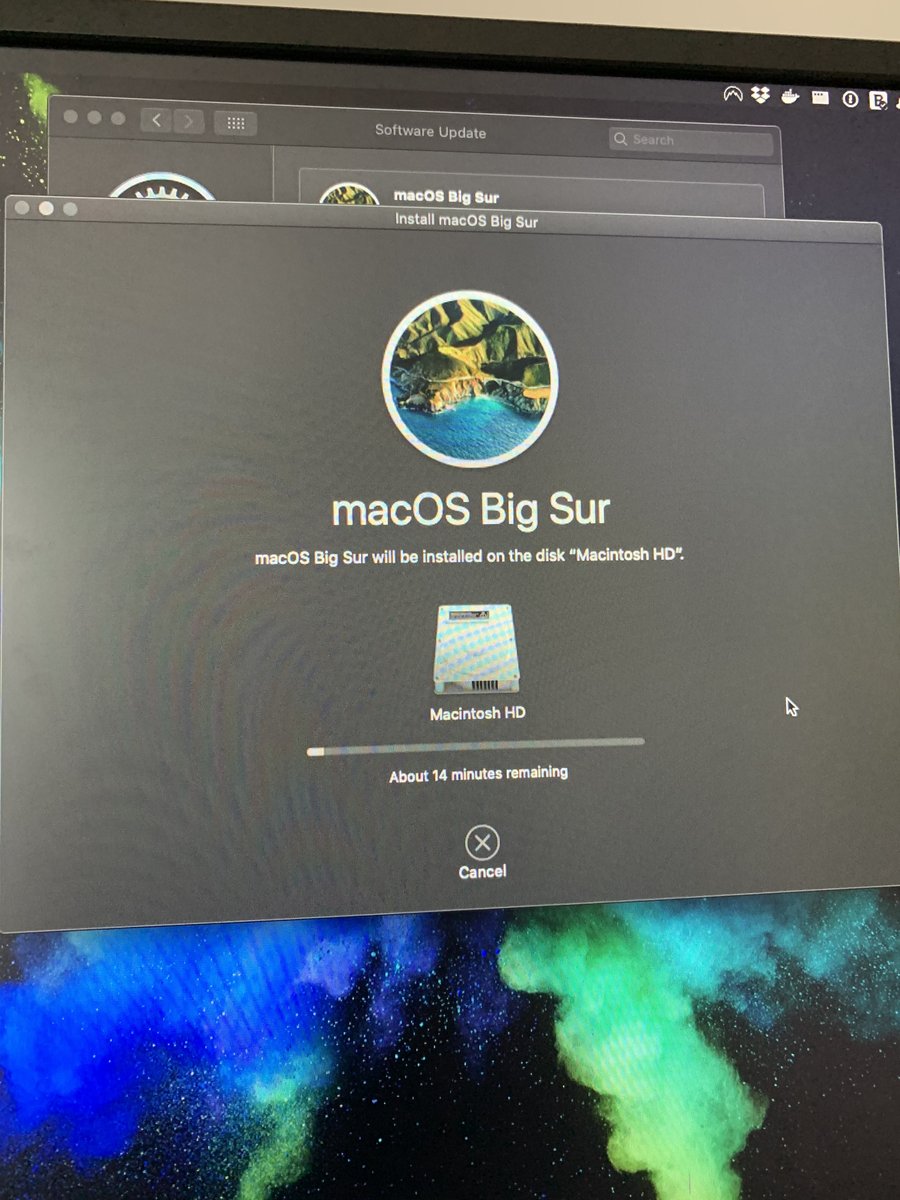 Software Update
Search
macOS Big Sur
Install macOS Big Sur
macOS Big Sur
macOS Big Sur will be installed on the disk “Macintosh HD”.
Macintosh HD
About 14 minutes remaining
Cancel